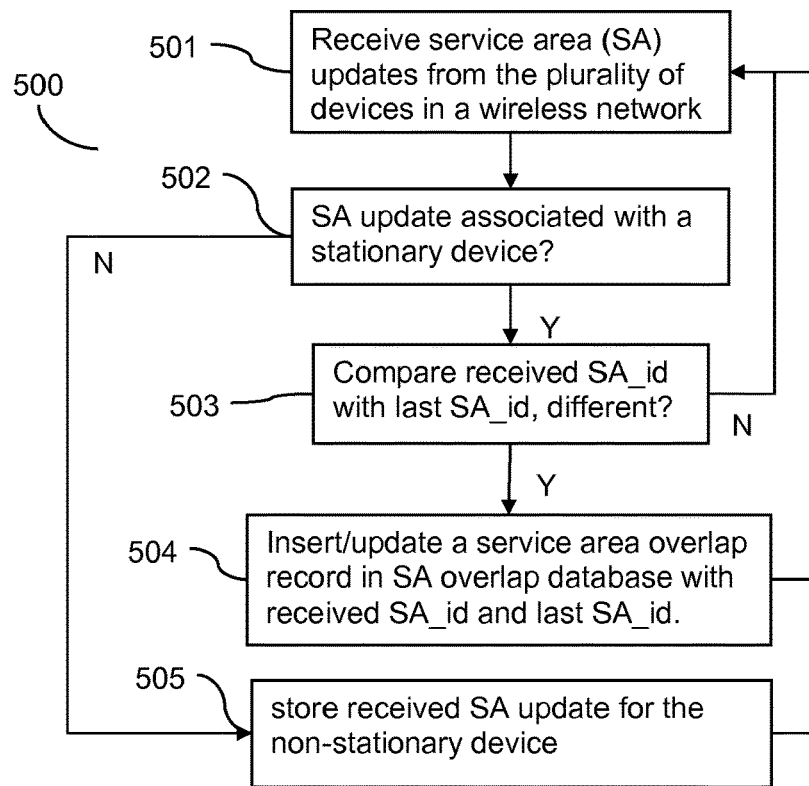 501
Receive service area (SA)
updates from the plurality of
devices in a wireless network
500
502
SA update associated with a
stationary device?
N
Y
503
Compare received SA_id
with last SA_id, different?
N
Y
504
Insert/update a service area overlap
record in SA overlap database with
received SA_id and last SA_id.
505
store received SA update for the
non-stationary device